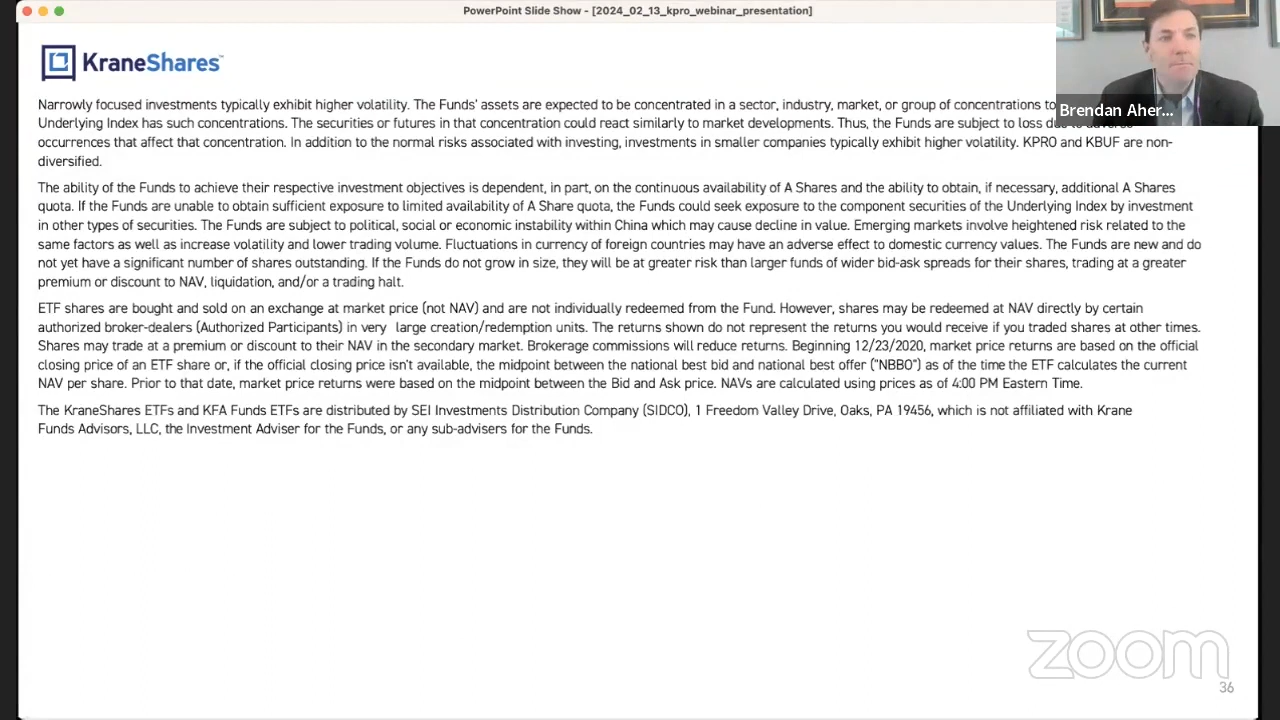 PowerPoint Slide Show - [2024_02_13_kpro_webinar_presentation]
KraneShares™
Brendan Aher...
Narrowly focused investments typically exhibit higher volatility. The Funds' assets are expected to be concentrated in a sector, industry, market, or group of concentrations to
Underlying Index has such concentrations. The securities or futures in that concentration could react similarly to market developments. Thus, the Funds are subject to loss due to adverse
occurrences that affect that concentration. In addition to the normal risks associated with investing, investments in smaller companies typically exhibit higher volatility. KPRO and KBUF are non-
diversified.
The ability of the Funds to achieve their respective investment objectives is dependent, in part, on the continuous availability of A Shares and the ability to obtain, if necessary, additional A Shares
quota. If the Funds are unable to obtain sufficient exposure to limited availability of A Share quota, the Funds could seek exposure to the component securities of the Underlying Index by investment
in other types of securities. The Funds are subject to political, social or economic instability within China which may cause decline in value. Emerging markets involve heightened risk related to the
same factors as well as increase volatility and lower trading volume. Fluctuations in currency of foreign countries may have an adverse effect to domestic currency values. The Funds are new and do
not yet have a significant number of shares outstanding. If the Funds do not grow in size, they will be at greater risk than larger funds of wider bid-ask spreads for their shares, trading at a greater
premium or discount to NAV, liquidation, and/or a trading halt.
ETF shares are bought and sold on an exchange at market price (not NAV) and are not individually redeemed from the Fund. However, shares may be redeemed at NAV directly by certain
authorized broker-dealers (Authorized Participants) in very large creation/redemption units. The returns shown do not represent the returns you would receive if you traded shares at other times.
Shares may trade at a premium or discount to their NAV in the secondary market. Brokerage commissions will reduce returns. Beginning 12/23/2020, market price returns are based on the official
closing price of an ETF share or, if the official closing price isn't available, the midpoint between the national best bid and national best offer ("NBBO") as of the time the ETF calculates the current
NAV per share. Prior to that date, market price returns were based on the midpoint between the Bid and Ask price. NAVs are calculated using prices as of 4:00 PM Eastern Time.
The KraneShares ETFs and KFA Funds ETFs are distributed by SEI Investments Distribution Company (SIDCO), 1 Freedom Valley Drive, Oaks, PA 19456, which is not affiliated with Krane
Funds Advisors, LLC, the Investment Adviser for the Funds, or any sub-advisers for the Funds.
zoom
36